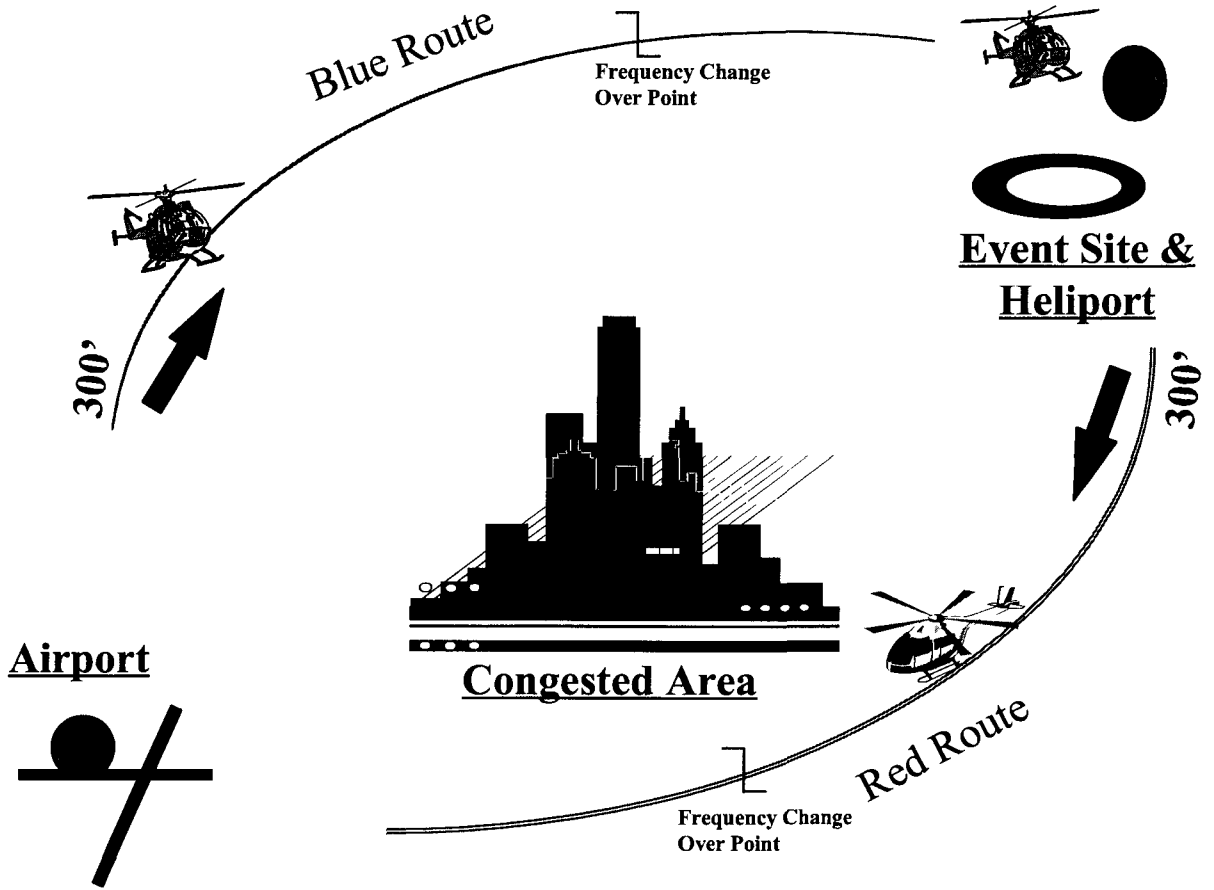 Blue Route
Frequency Change
Over Point
Event Site &
Heliport
300’
300’
Airport
Congested Area
Red Route
Frequency Change
Over Point